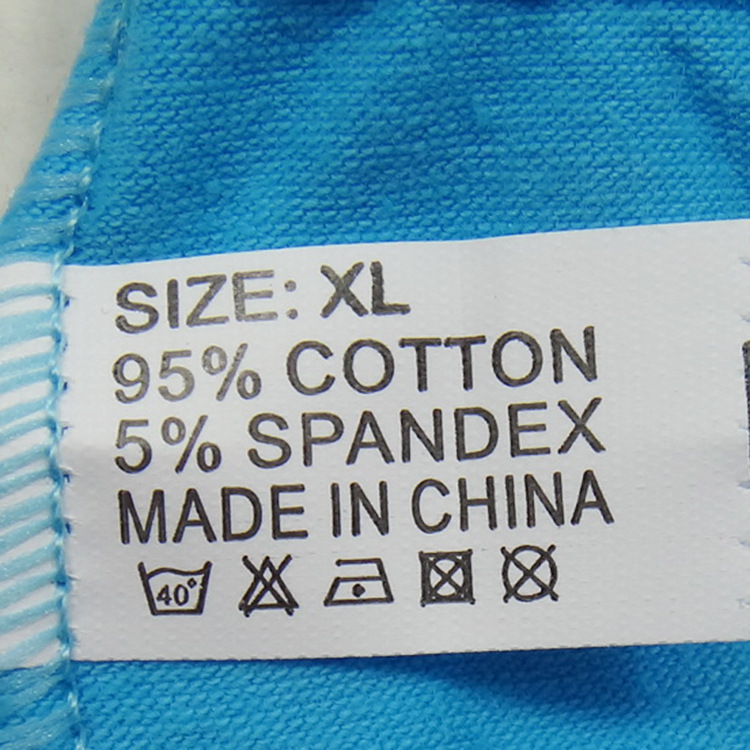 SIZE: XL
95% COTTON
5% SPANDEX
MADE IN CHINA
40°